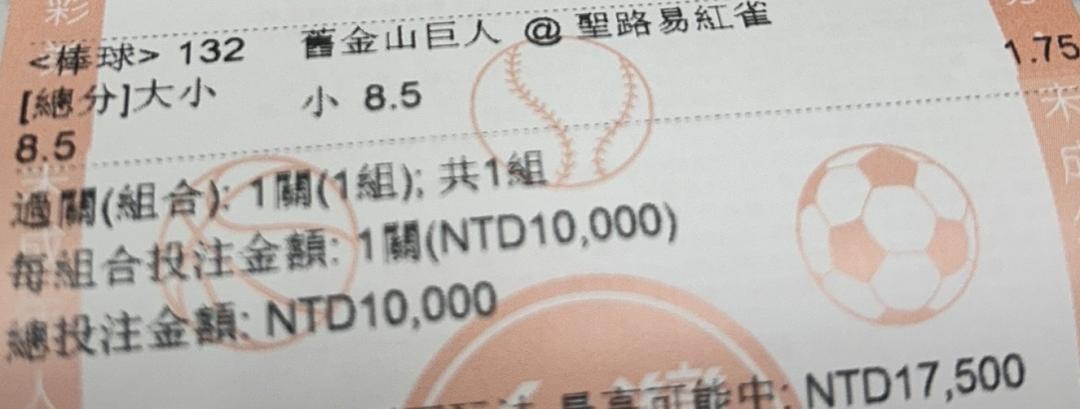 彩
<棒球> 132 舊金山巨人 @ 聖路易紅雀
[總分]大小 小 8.5 1.75
8.5
過關(組合): 1關(1組); 共1組
每組合投注金額: 1關(NTD10,000)
總投注金額: NTD10,000
最高可能中: NTD17,500
未
人